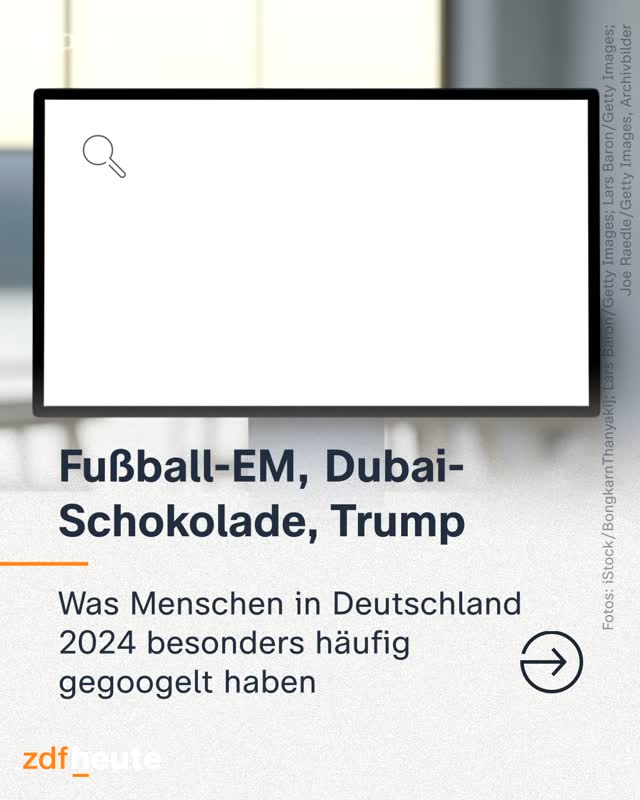 Fotos: iStock/BongkarnThanyakij; Lars Baron/Getty Images; Lars Baron/Getty Images;
Joe Raedle/Getty Images, Archivbilder
Fußball-EM, Dubai-
Schokolade, Trump
Was Menschen in Deutschland
2024 besonders häufig
gegoogelt haben
zdfheute